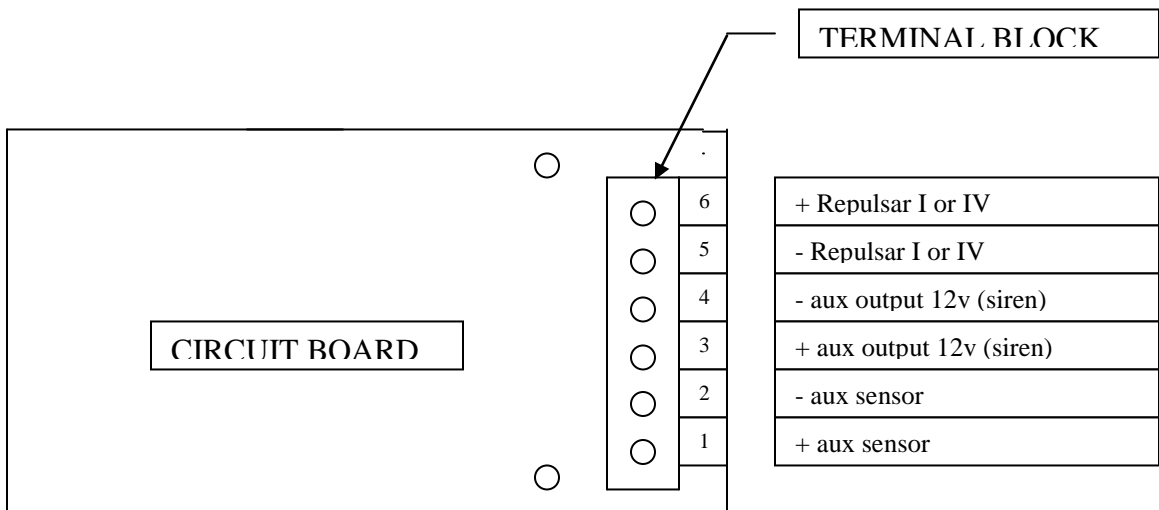 TERMINAL BLOCK
.
6 + Repulsar I or IV
5 - Repulsar I or IV
4 - aux output 12v (siren)
3 + aux output 12v (siren)
2 - aux sensor
1 + aux sensor
CIRCUIT BOARD